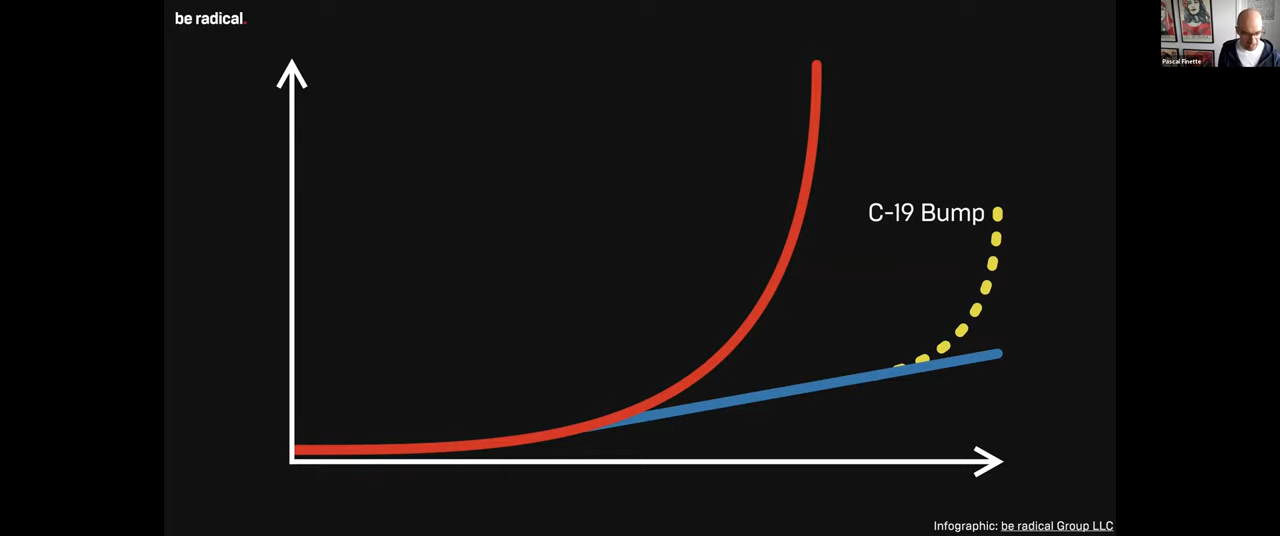 be radical.
Pascal Finette
C-19 Bump
Infographic: be radical Group LLC